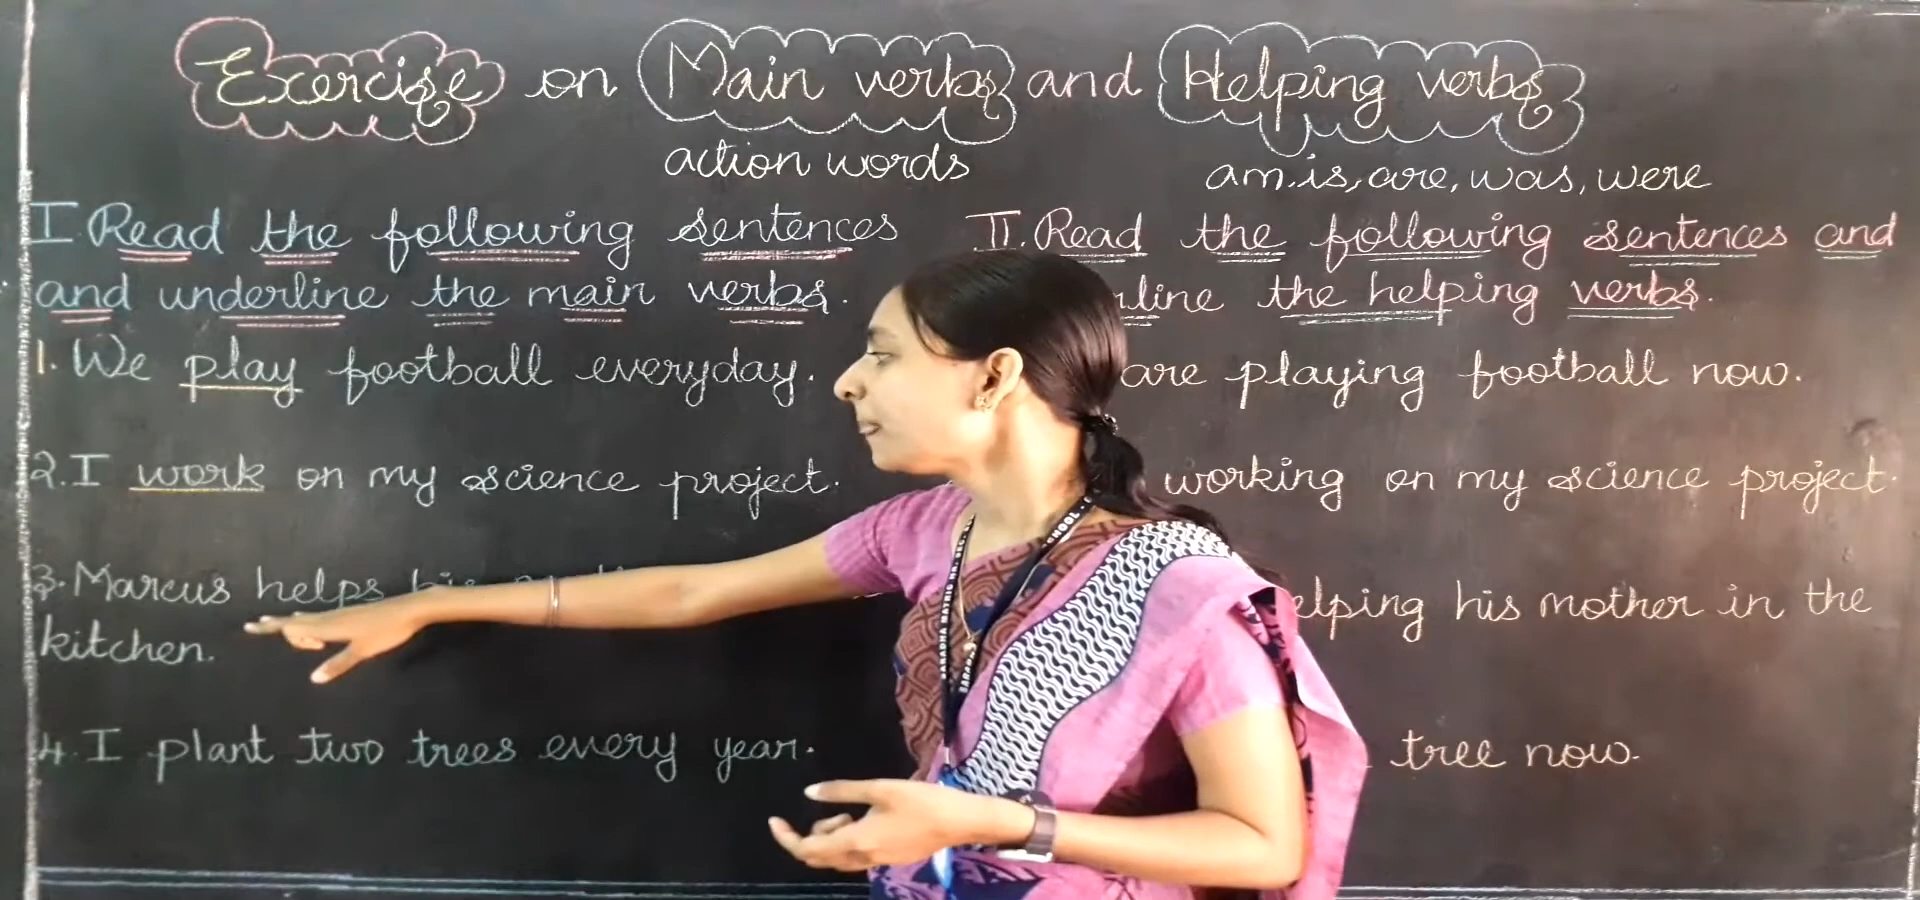 Exercise on Main verbs and Helping verbs
action words
am, is, are, was, were
I. Read the following sentences
and underline the main verbs.
1. We play football everyday.
2. I work on my science project.
3. Marcus helps his
kitchen.
4. I plant two trees every year.
II. Read the following sentences and
the helping verbs.
are playing football now.
working on my science project.
his mother in the
tree now.